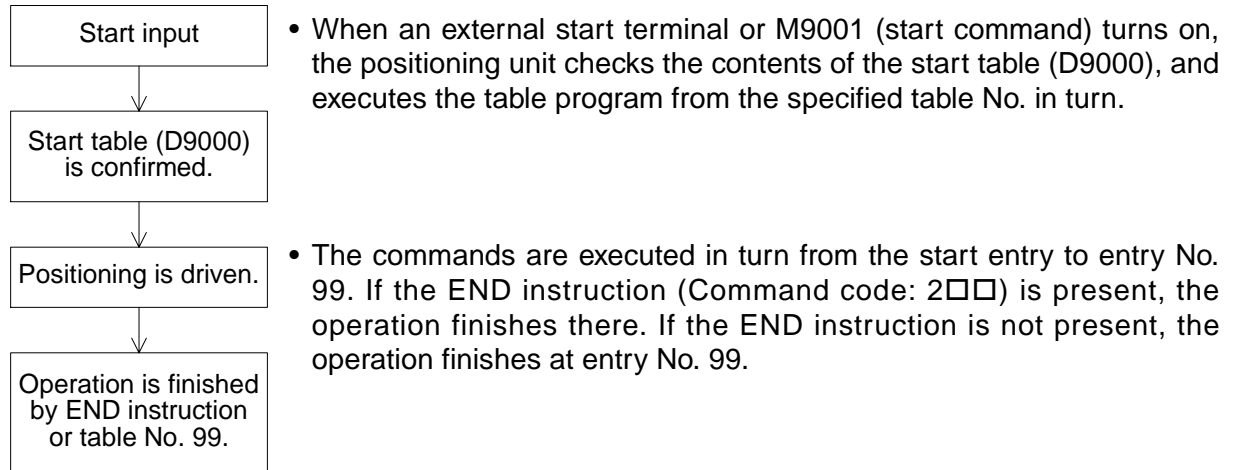 Start input
• When an external start terminal or M9001 (start command) turns on,
the positioning unit checks the contents of the start table (D9000), and
executes the table program from the specified table No. in turn.
Start table (D9000)
is confirmed.
Positioning is driven.
• The commands are executed in turn from the start entry to entry No.
99. If the END instruction (Command code: 2□□) is present, the
operation finishes there. If the END instruction is not present, the
operation finishes at entry No. 99.
Operation is finished
by END instruction
or table No. 99.